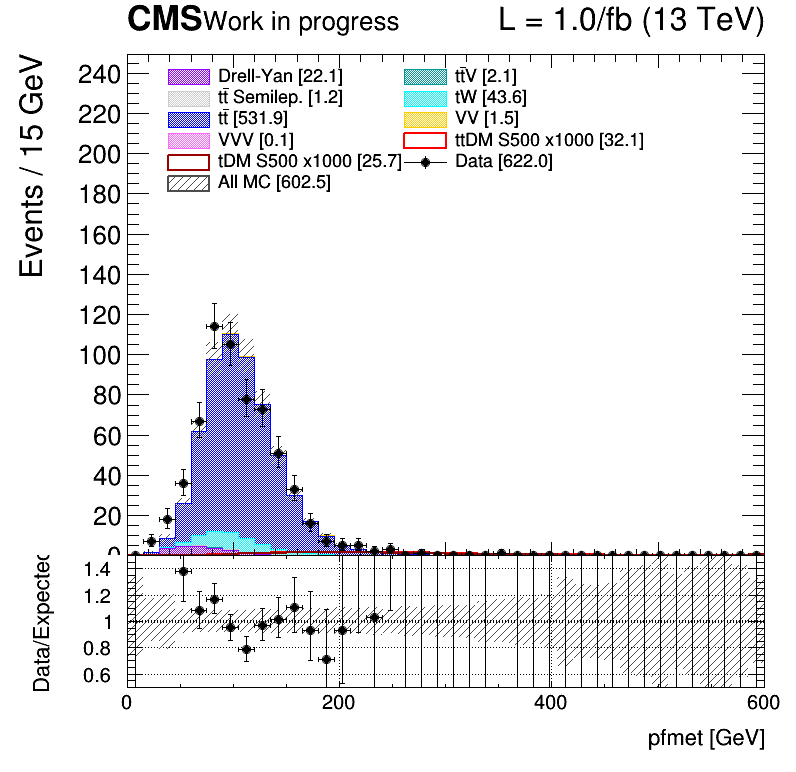 CMS Work in progress L = 1.0/fb (13 TeV)
Events / 15 GeV
240
220
200
180
160
140
120
100
80
60
40
20
0
Drell-Yan [22.1] tt̄V [2.1]
tt̄ Semilep. [1.2] tW [43.6]
tt̄ [531.9] VV [1.5]
VVV [0.1] ttDM S500 x1000 [32.1]
tDM S500 x1000 [25.7] Data [622.0]
All MC [602.5]
Data/Expected
1.4
1.2
1
0.8
0.6
0 200 400 600
pfmet [GeV]